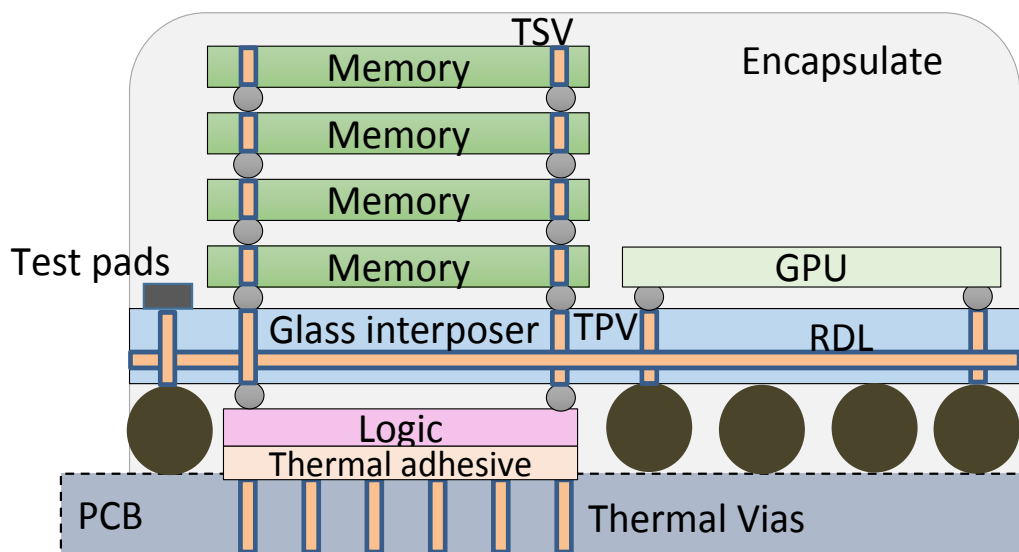 TSV
Memory
Encapsulate
Memory
Memory
Memory
Test pads
GPU
Glass interposer
TPV
RDL
Logic
Thermal adhesive
PCB
Thermal Vias